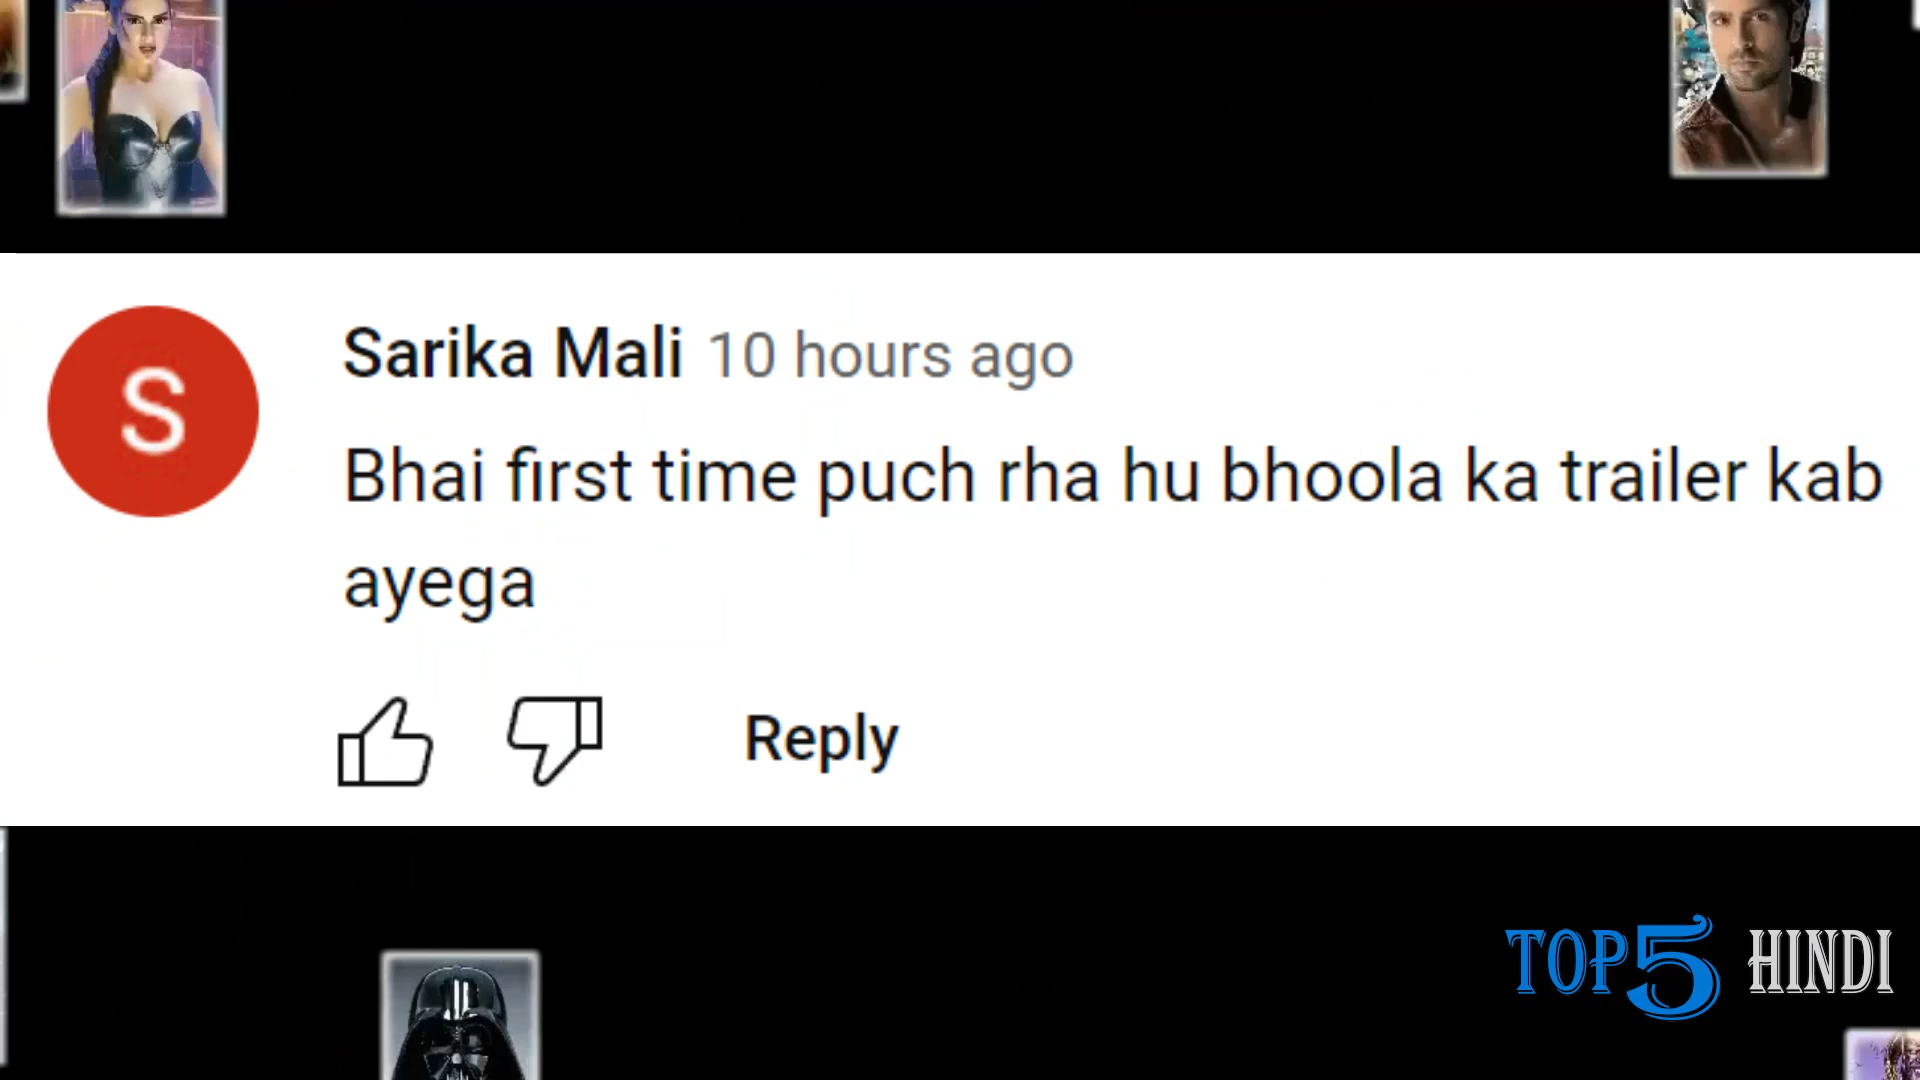 S
Sarika Mali 10 hours ago
Bhai first time puch rha hu bhoola ka trailer kab
ayega
Reply
TOP5 HINDI